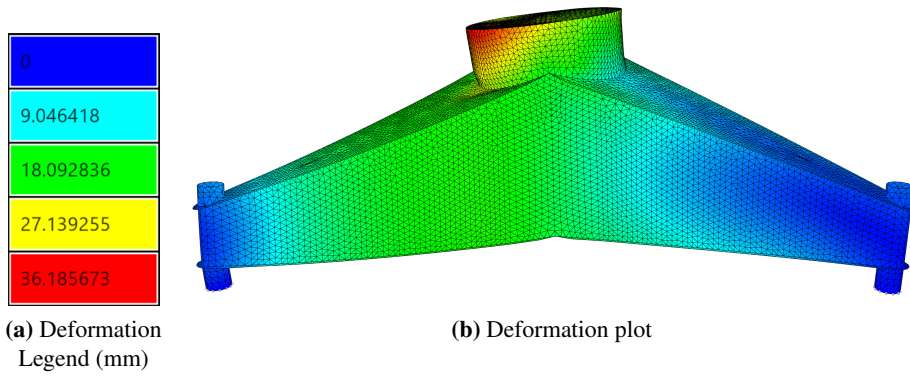 0
9.046418
18.092836
27.139255
36.185673
(a) Deformation
Legend (mm)
(b) Deformation plot